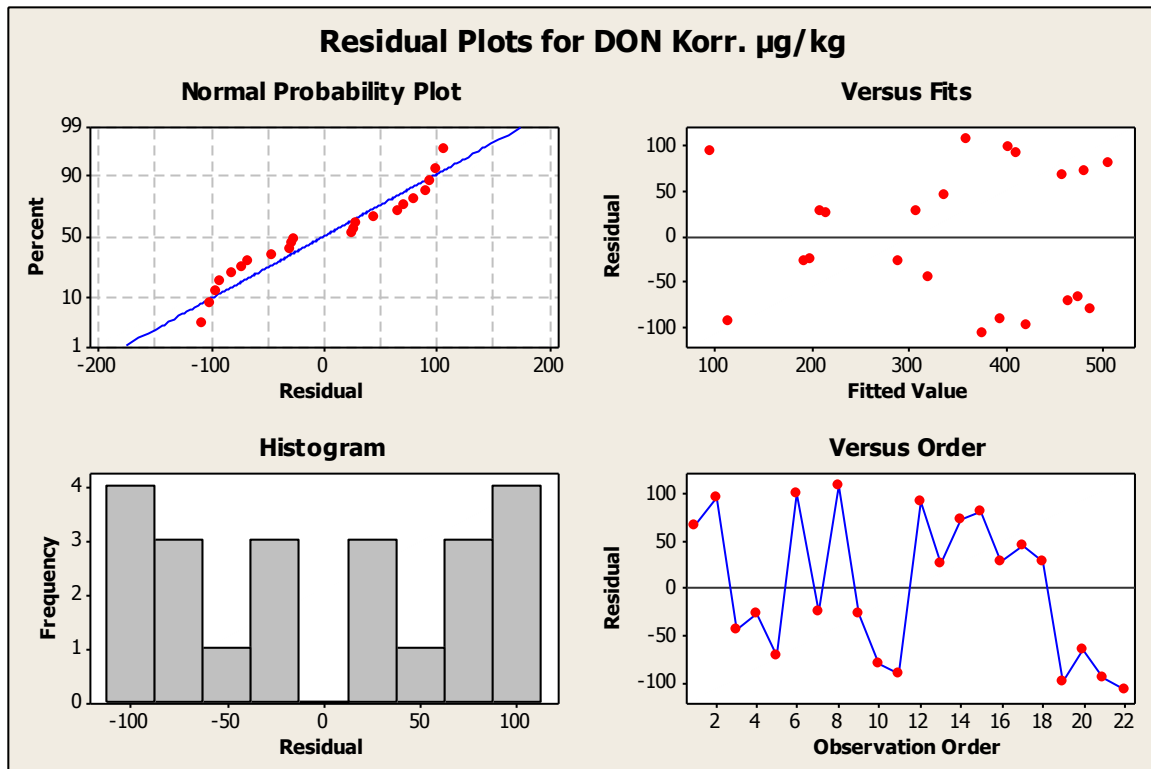 Residual Plots for DON Korr. µg/kg
Normal Probability Plot
99
90
50
10
1
Percent
-200 -100 0 100 200
Residual
Versus Fits
100
50
0
-50
-100
Residual
100 200 300 400 500
Fitted Value
Histogram
4
3
2
1
0
Frequency
-100 -50 0 50 100
Residual
Versus Order
100
50
0
-50
-100
Residual
2 4 6 8 10 12 14 16 18 20 22
Observation Order